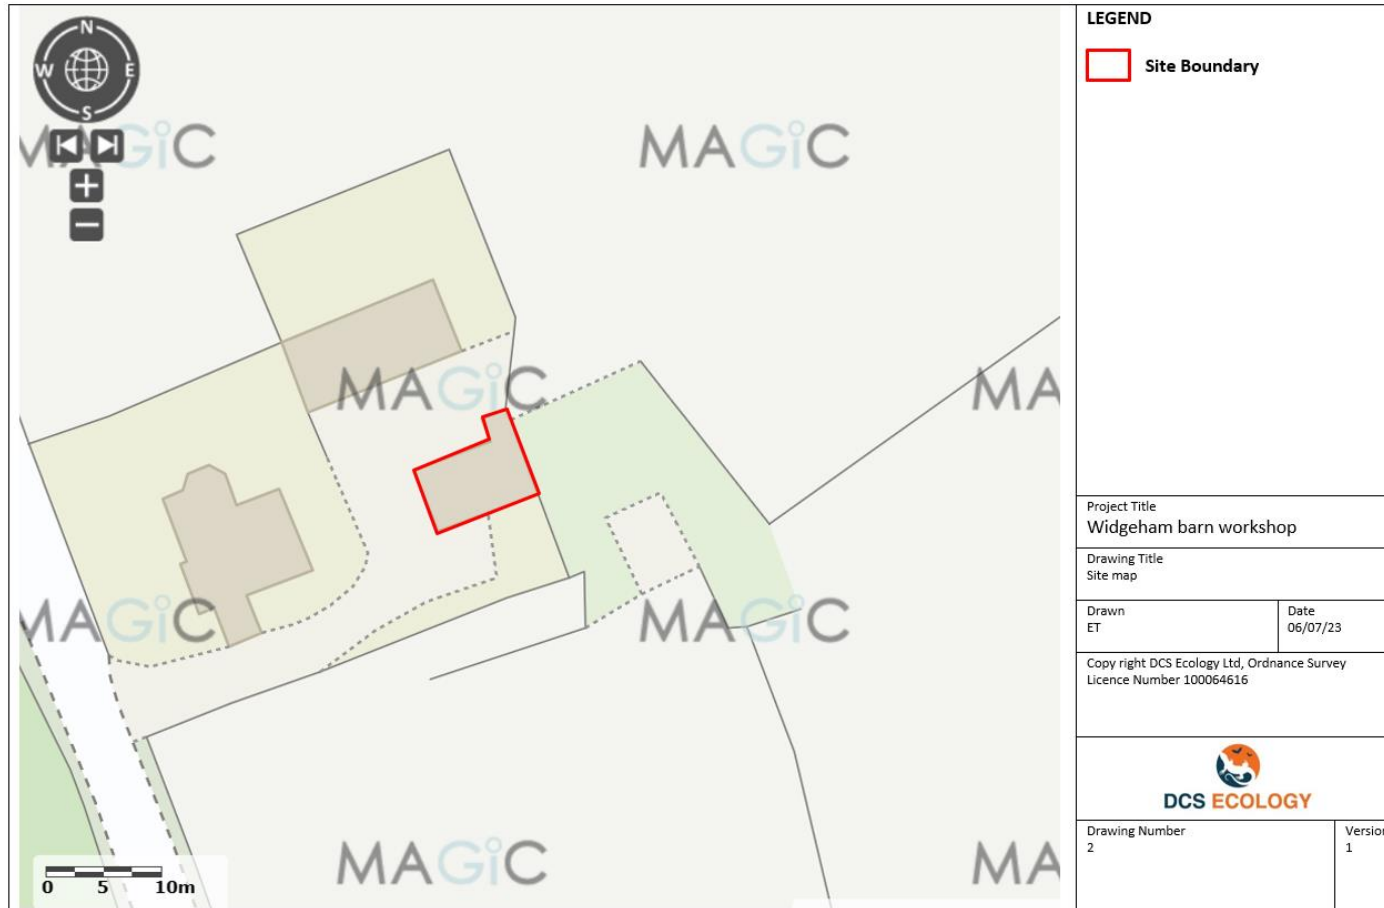 N
W E
S
MAGiC
MAGiC
MAGiC
MA
MAGiC
MAGiC
MAGiC
MA
0 5 10m
LEGEND
Site Boundary
Project Title
Widgeham barn workshop
Drawing Title
Site map
Drawn
ET
Date
06/07/23
Copy right DCS Ecology Ltd, Ordnance Survey
Licence Number 100064616
DCS ECOLOGY
Drawing Number
2
Version
1